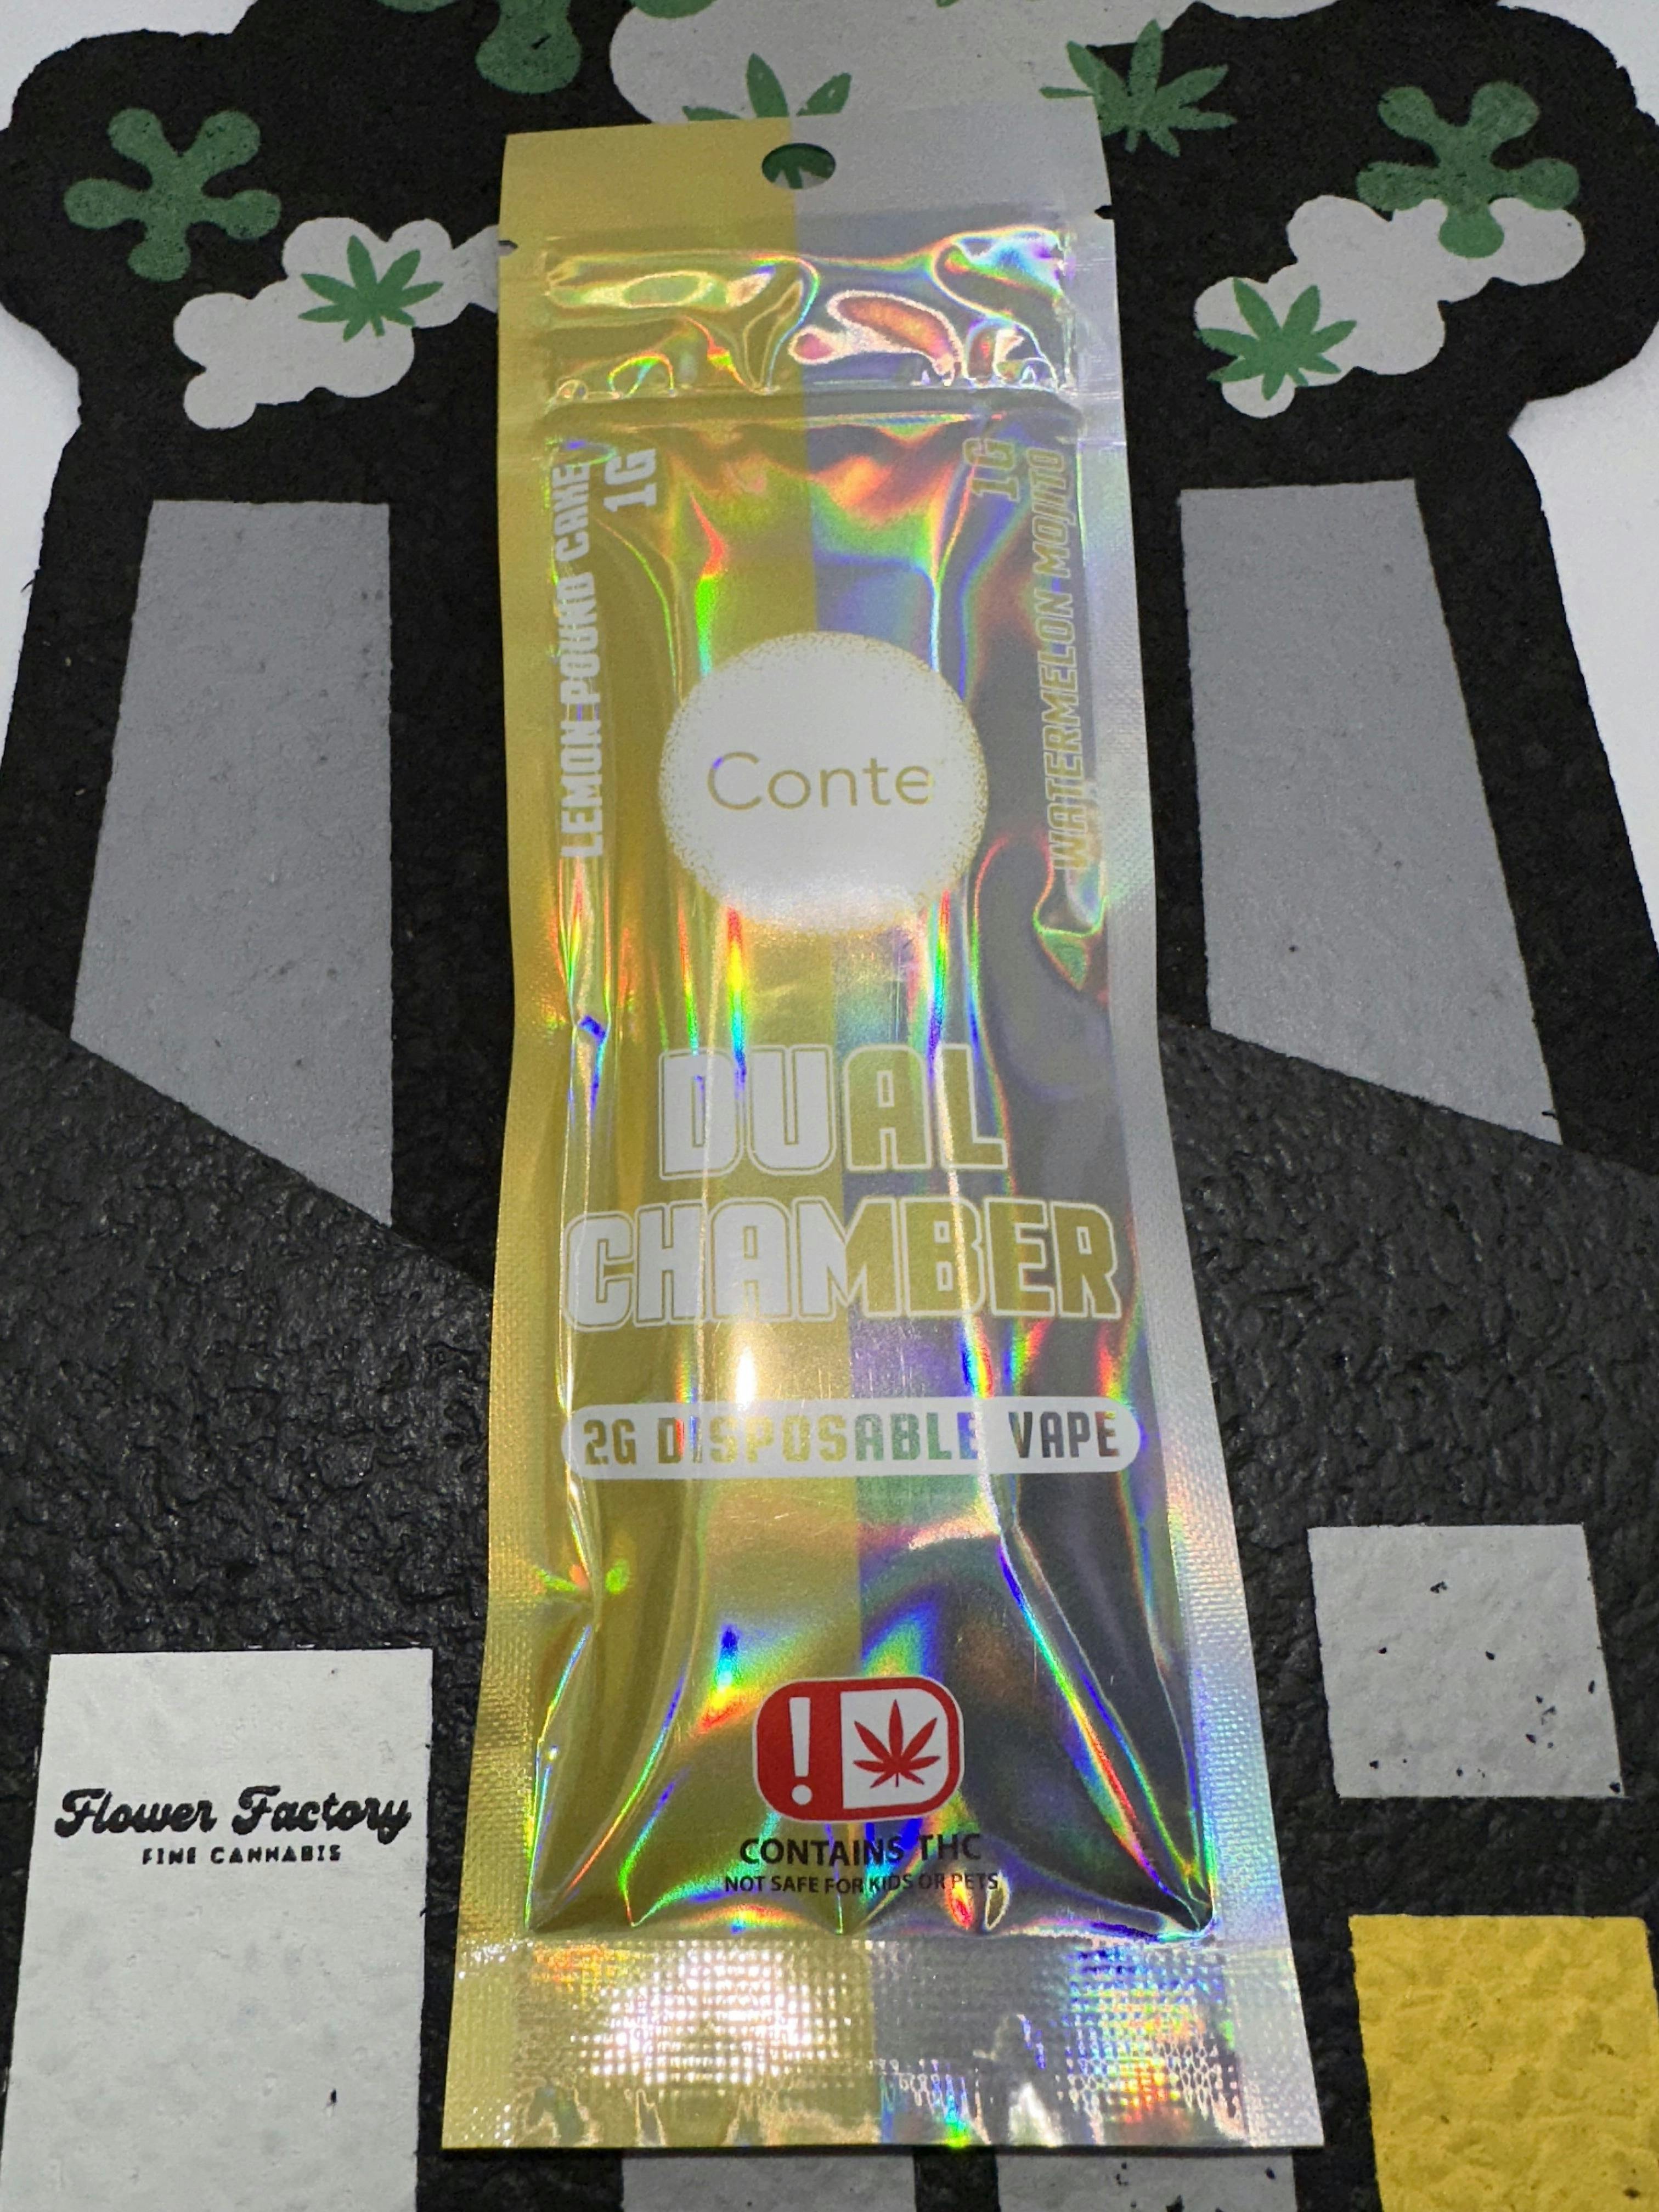 LEMON POUND CAKE
1G
1G
WATERMELON MOJITO
Conte
DUAL
CHAMBER
2G DISPOSABLE VAPE
!
CONTAINS THC
NOT SAFE FOR KIDS OR PETS
Flower Factory
FINE CANNABIS